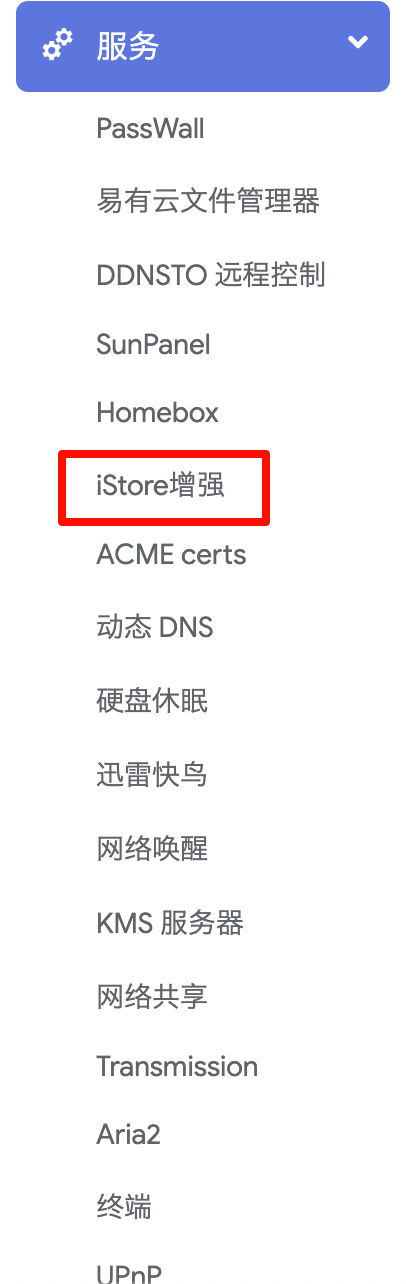 服务
PassWall
易有云文件管理器
DDNSTO 远程控制
SunPanel
Homebox
iStore增强
ACME certs
动态 DNS
硬盘休眠
迅雷快鸟
网络唤醒
KMS 服务器
网络共享
Transmission
Aria2
终端
UPnP